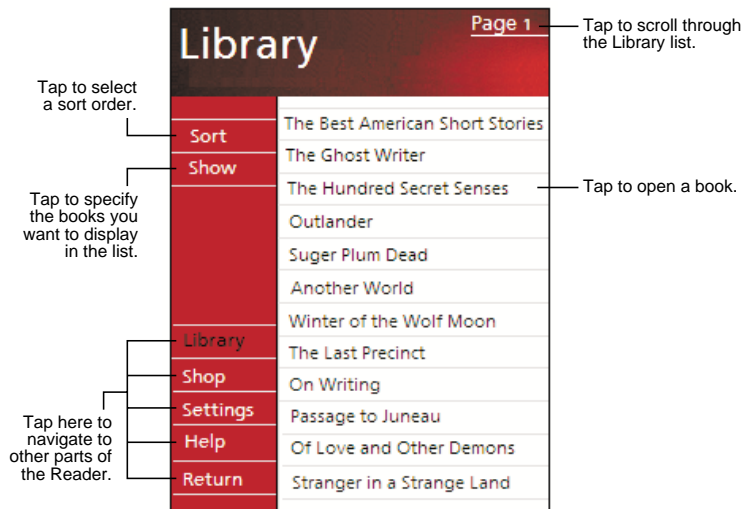 Library
Page 1
Tap to scroll through
the Library list.
Tap to select
a sort order.
Sort
Show
Tap to specify
the books you
want to display
in the list.
The Best American Short Stories
The Ghost Writer
The Hundred Secret Senses
Tap to open a book.
Outlander
Suger Plum Dead
Another World
Winter of the Wolf Moon
The Last Precinct
On Writing
Passage to Juneau
Of Love and Other Demons
Stranger in a Strange Land
Library
Shop
Settings
Help
Return
Tap here to
navigate to
other parts of
the Reader.